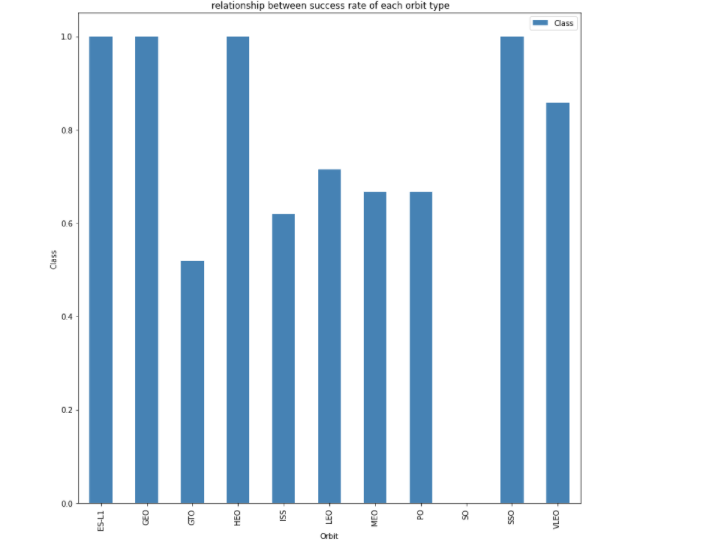 relationship between success rate of each orbit type
Class
1.0
0.8
0.6
0.4
0.2
0.0
Class
ES-L1
GEO
GTO
HEO
ISS
LEO
MEO
PO
SO
SSO
VLEO
Orbit